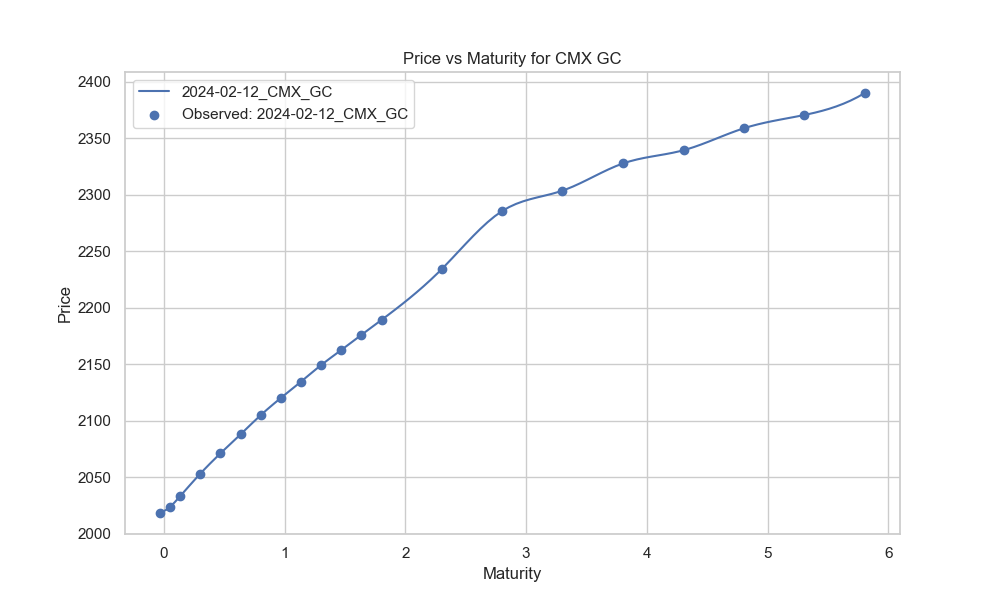 Price vs Maturity for CMX GC
2024-02-12_CMX_GC
Observed: 2024-02-12_CMX_GC
2400
2350
2300
2250
2200
2150
2100
2050
2000
Price
0 1 2 3 4 5 6
Maturity